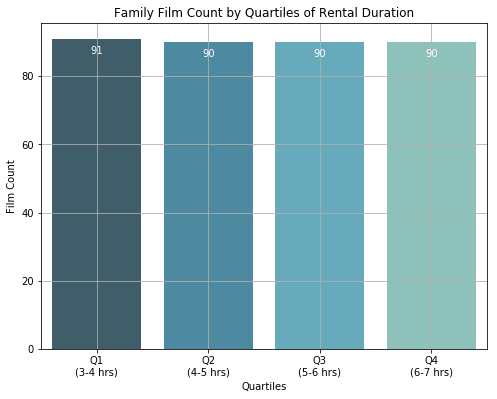 Family Film Count by Quartiles of Rental Duration
Film Count
80
60
40
20
0
91
90
90
90
Q1
(3-4 hrs)
Q2
(4-5 hrs)
Q3
(5-6 hrs)
Q4
(6-7 hrs)
Quartiles